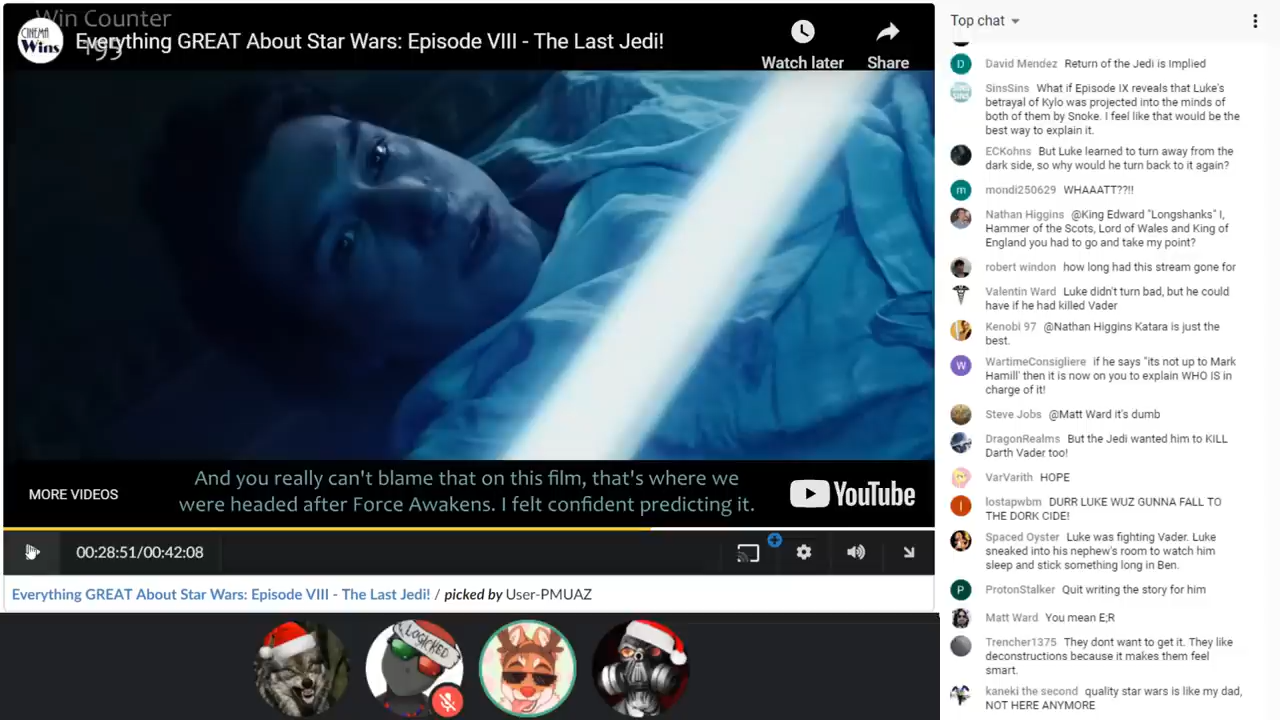 Win Counter
195
CINEMA
Wins
Everything GREAT About Star Wars: Episode VIII - The Last Jedi!
Watch later
Share
And you really can't blame that on this film, that's where we
were headed after Force Awakens. I felt confident predicting it.
MORE VIDEOS
YouTube
00:28:51/00:42:08
Everything GREAT About Star Wars: Episode VIII - The Last Jedi! / picked by User-PMUAZ
LOGICKED
Top chat
David Mendez Return of the Jedi is Implied
SinsSins What if Episode IX reveals that Luke's
betrayal of Kylo was projected into the minds of
both of them by Snoke. I feel like that would be the
best way to explain it.
ECKohns But Luke learned to turn away from the
dark side, so why would he turn back to it again?
mondi250629 WHAAATT??!!
Nathan Higgins @King Edward "Longshanks" I,
Hammer of the Scots, Lord of Wales and King of
England you had to go and take my point?
robert windon how long had this stream gone for
Valentin Ward Luke didn't turn bad, but he could
have if he had killed Vader
Kenobi 97 @Nathan Higgins Katara is just the
best.
WartimeConsigliere if he says "its not up to Mark
Hamill' then it is now on you to explain WHO IS in
charge of it!
Steve Jobs @Matt Ward it's dumb
DragonRealms But the Jedi wanted him to KILL
Darth Vader too!
VarVarith HOPE
lostapwbm DURR LUKE WUZ GUNNA FALL TO
THE DORK CIDE!
Spaced Oyster Luke was fighting Vader. Luke
sneaked into his nephew's room to watch him
sleep and stick something long in Ben.
ProtonStalker Quit writing the story for him
Matt Ward You mean E;R
Trencher1375 They dont want to get it. They like
deconstructions because it makes them feel
smart.
kaneki the second quality star wars is like my dad,
NOT HERE ANYMORE